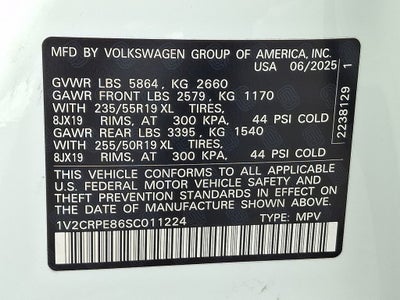 MFD BY VOLKSWAGEN GROUP OF AMERICA, INC.
USA 06/2025
GVWR LBS 5864 , KG 2660
GAWR FRONT LBS 2579 , KG 1170
WITH 235/55R19 XL TIRES,
8JX19 RIMS, AT 300 KPA, 44 PSI COLD
GAWR REAR LBS 3395 , KG 1540
WITH 255/50R19 XL TIRES,
8JX19 RIMS, AT 300 KPA, 44 PSI COLD
THIS VEHICLE CONFORMS TO ALL APPLICABLE
U.S. FEDERAL MOTOR VEHICLE SAFETY AND
THEFT PREVENTION STANDARDS IN EFFECT ON THE
DATE OF MANUFACTURE SHOWN ABOVE.
1V2CRPE86SC011224 TYPE: MPV
2238129 1